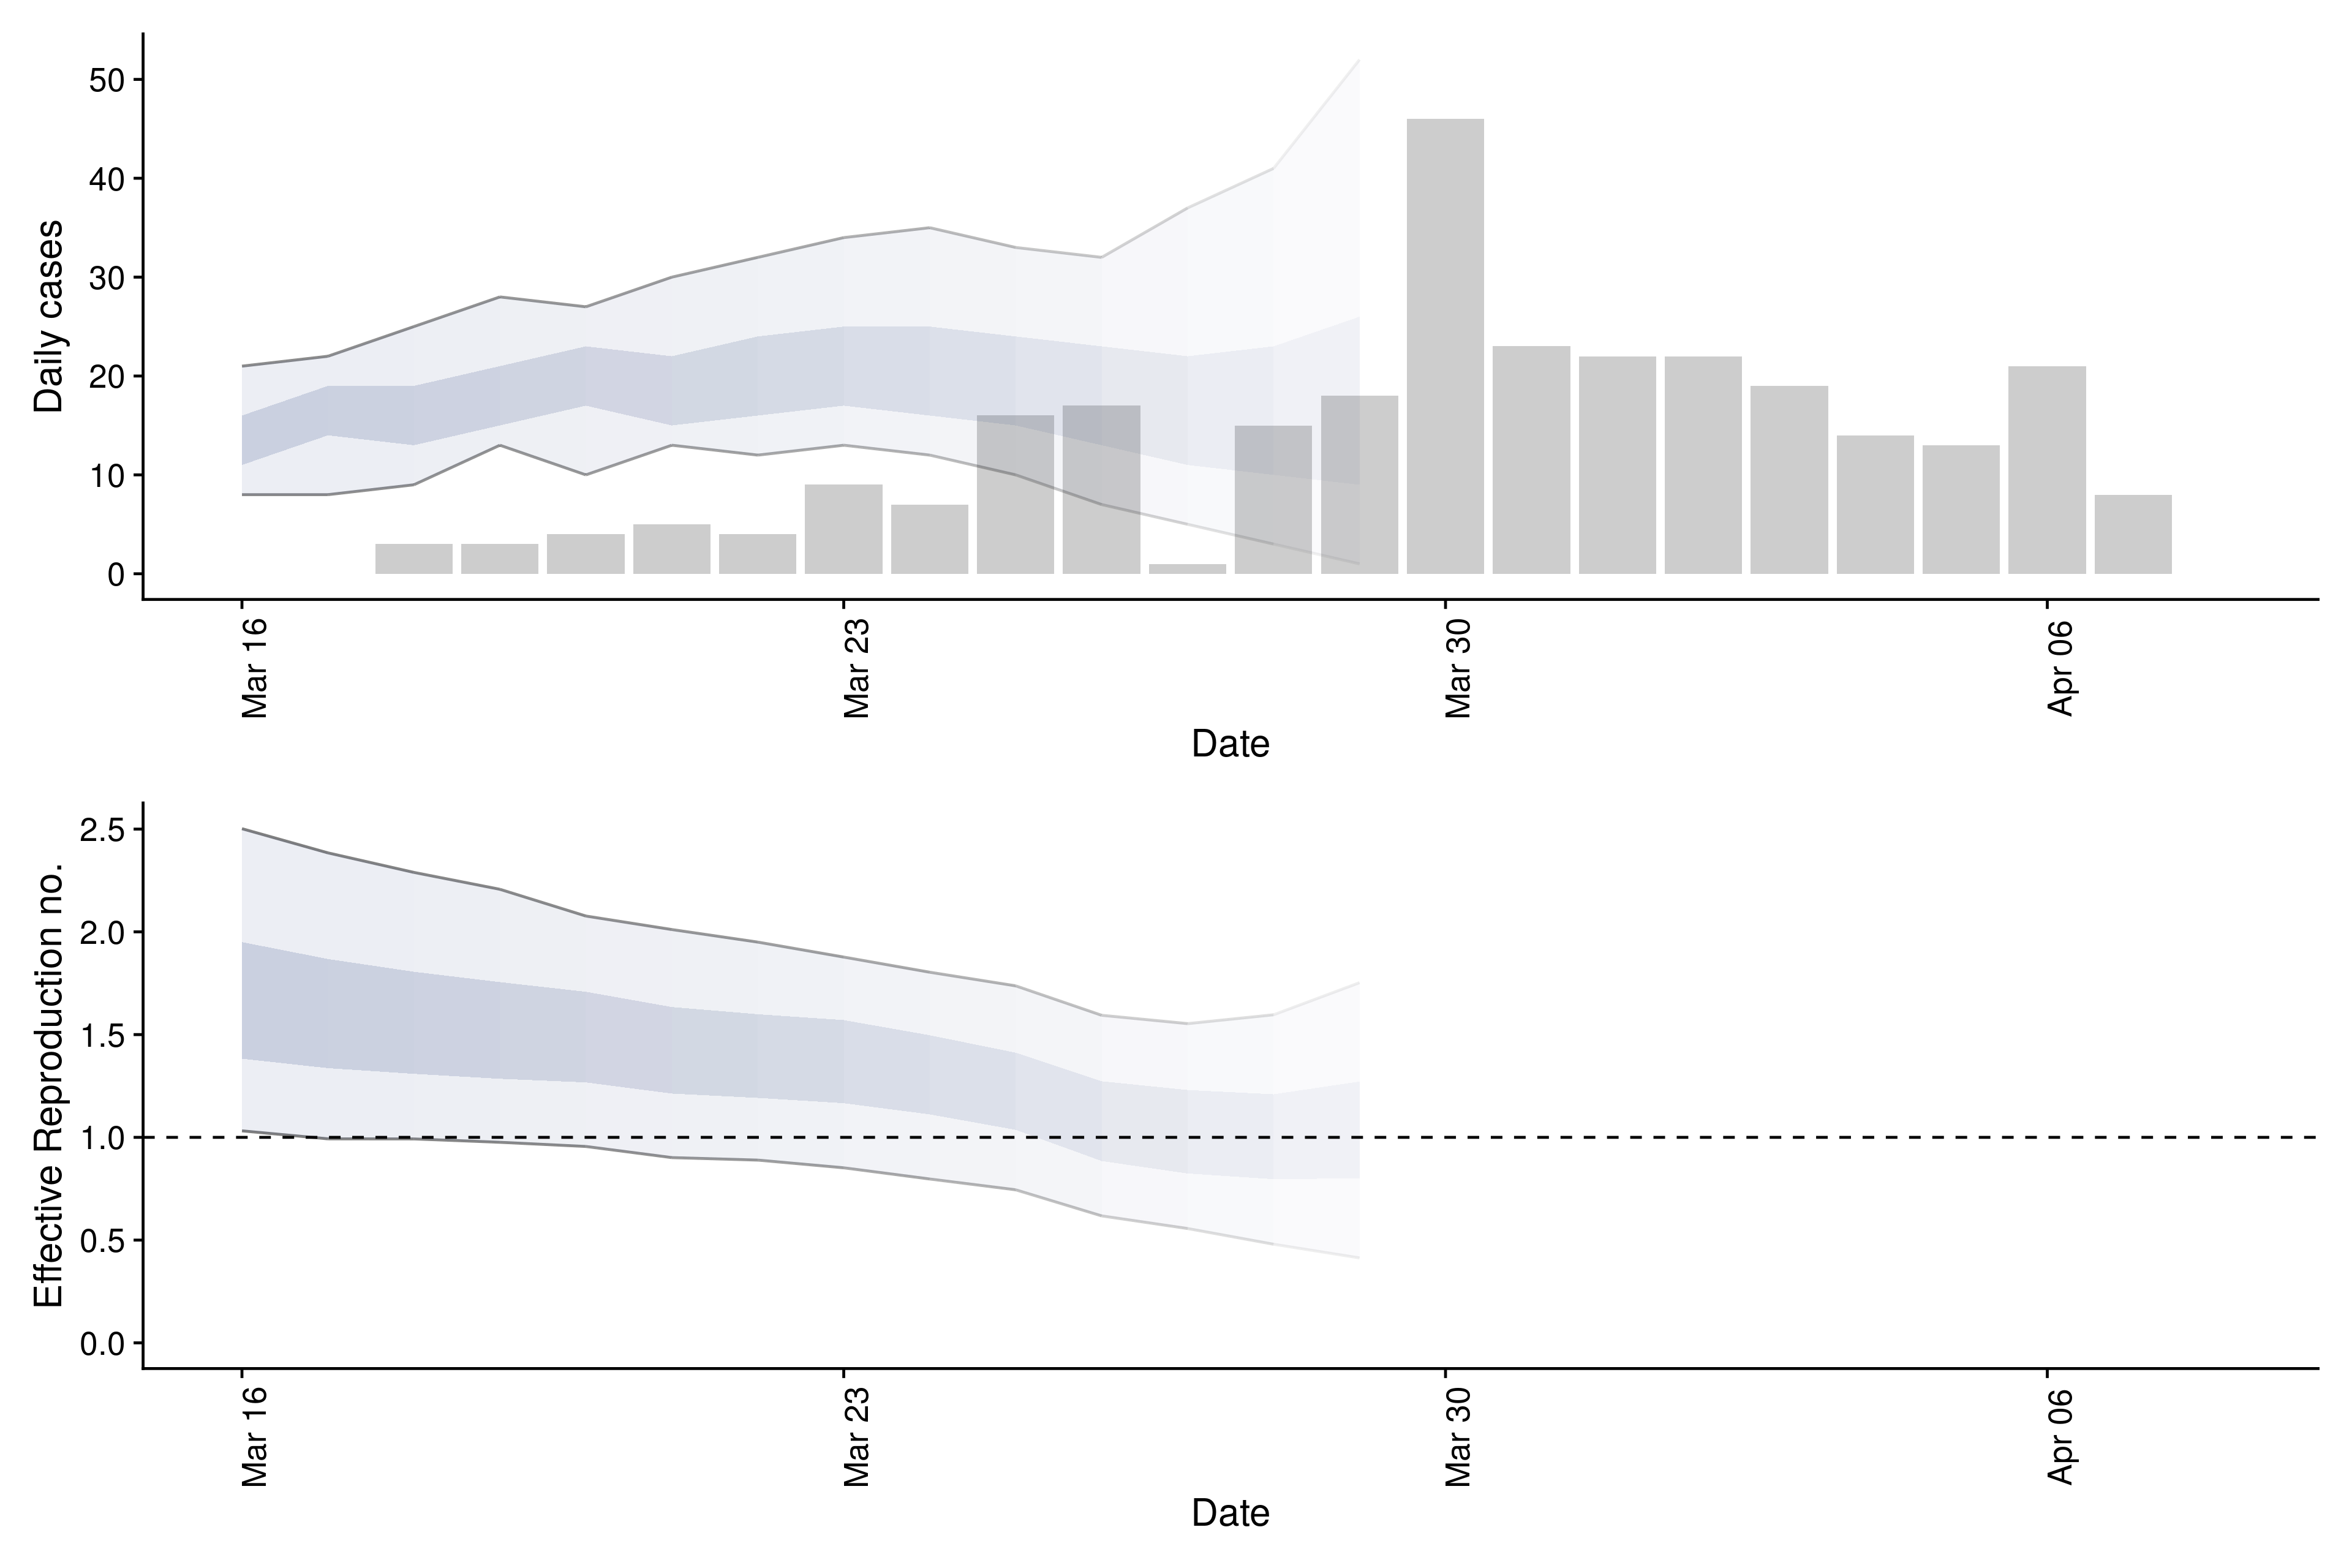 Daily cases
50
40
30
20
10
0
Mar 16
Mar 23
Mar 30
Apr 06
Date
Effective Reproduction no.
2.5
2.0
1.5
1.0
0.5
0.0
Mar 16
Mar 23
Mar 30
Apr 06
Date